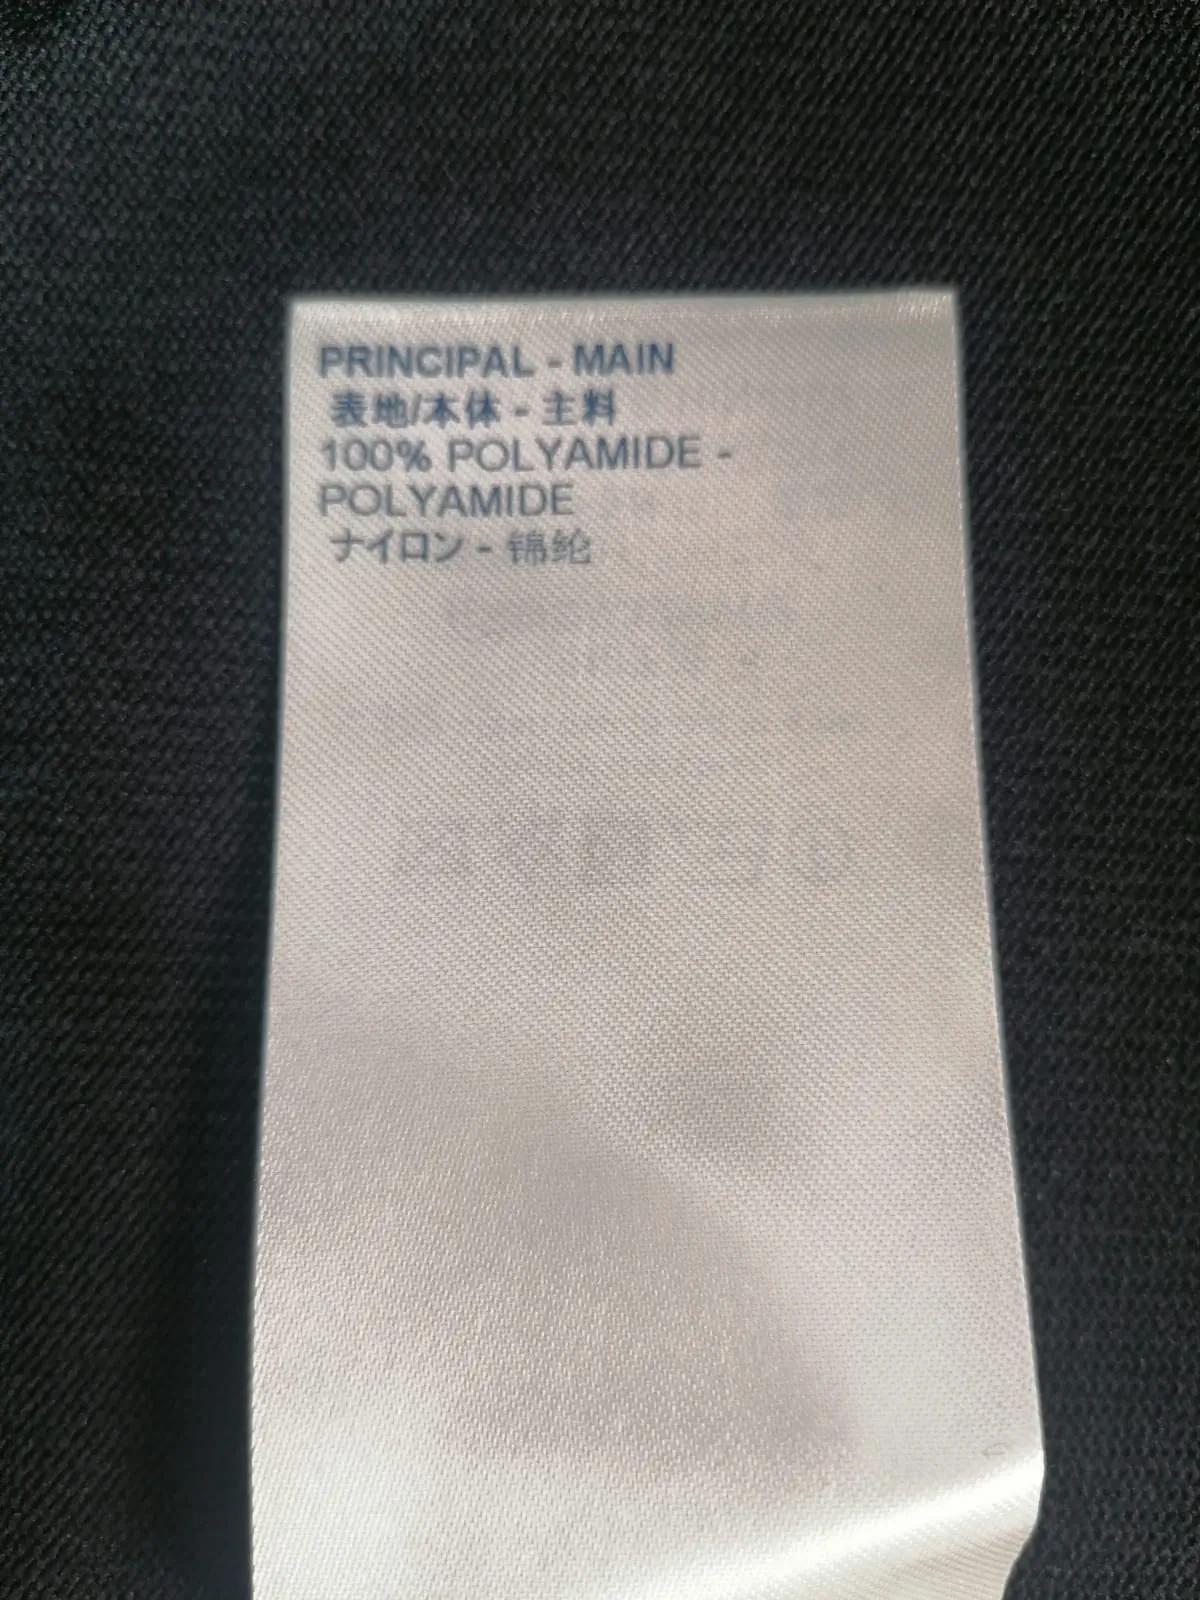 PRINCIPAL - MAIN
表地/本体 - 主料
100% POLYAMIDE -
POLYAMIDE
ナイロン - 锦纶